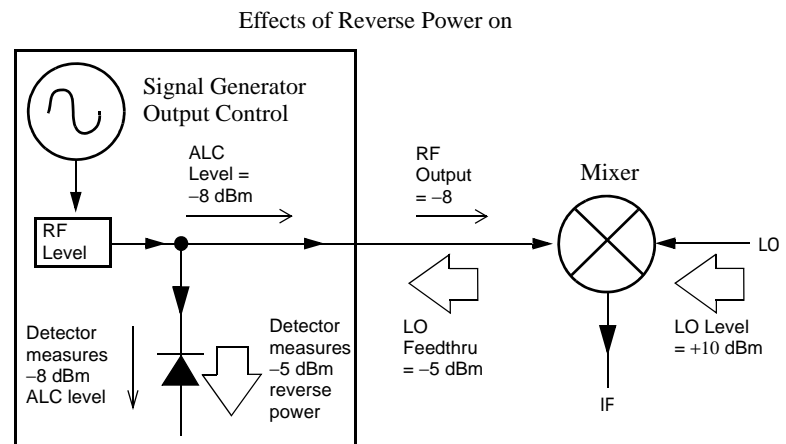 Effects of Reverse Power on
Signal Generator
Output Control
ALC
Level =
−8 dBm
RF
Output
= −8
Mixer
RF
Level
LO
Detector
measures
−8 dBm
ALC level
Detector
measures
−5 dBm
reverse
power
LO
Feedthru
= −5 dBm
LO Level
= +10 dBm
IF